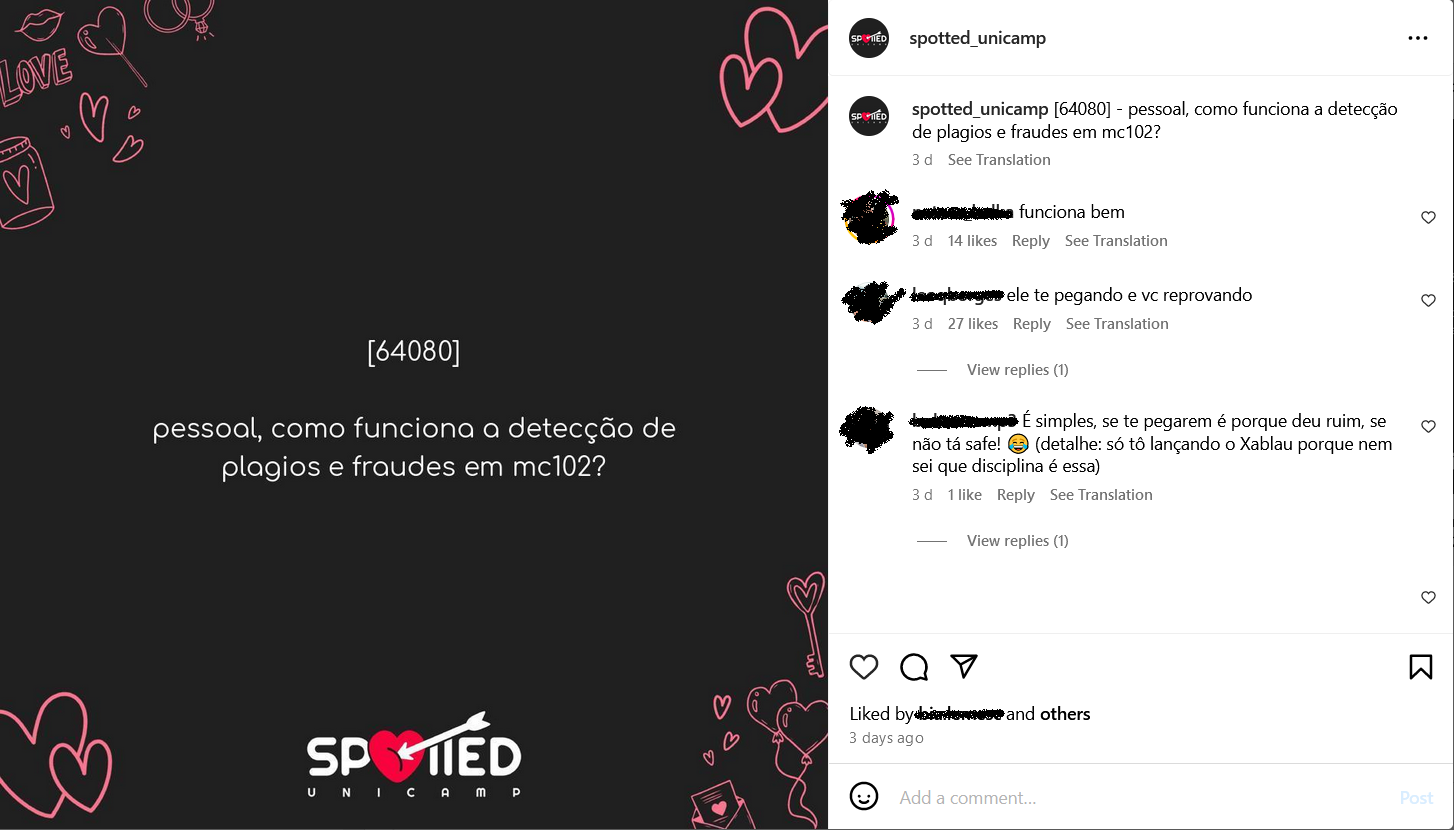 LOVE
[64080]
pessoal, como funciona a detecção de
plagios e fraudes em mc102?
SPOTTED
UNICAMP
SPOTTED
spotted_unicamp
SPOTTED
spotted_unicamp [64080] - pessoal, como funciona a detecção
de plagios e fraudes em mc102?
3 d See Translation
funciona bem
3 d 14 likes Reply See Translation
ele te pegando e vc reprovando
3 d 27 likes Reply See Translation
View replies (1)
É simples, se te pegarem é porque deu ruim, se
não tá safe! 😂 (detalhe: só tô lançando o Xablau porque nem
sei que disciplina é essa)
3 d 1 like Reply See Translation
View replies (1)
Liked by and others
3 days ago
Add a comment...
Post